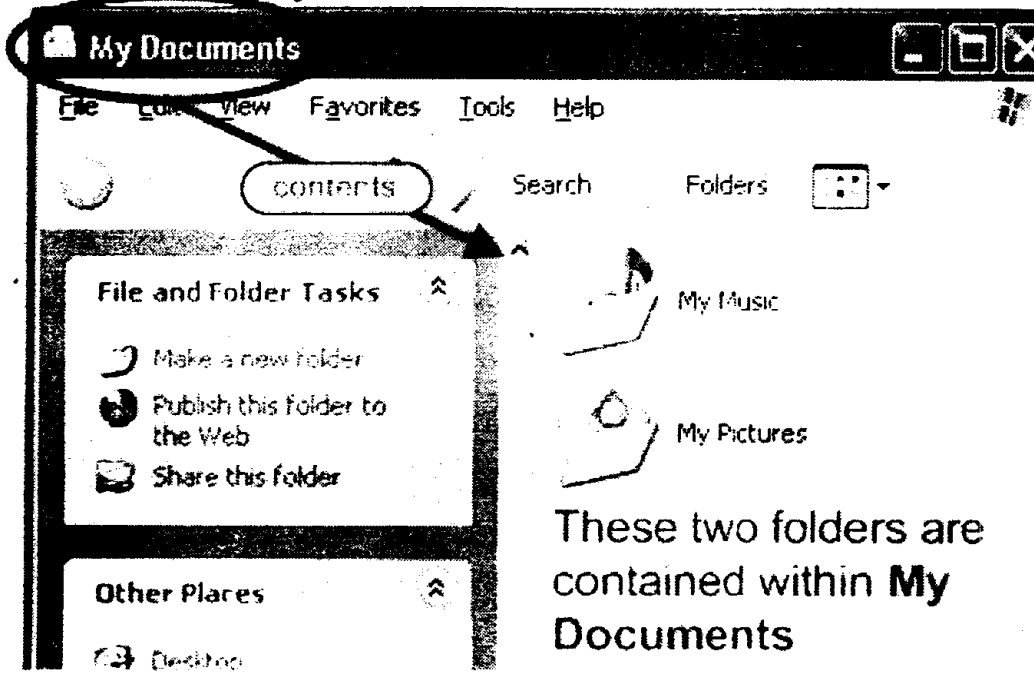 My Documents
File Edit View Favorites Tools Help
contents
Search Folders
File and Folder Tasks
Make a new folder
Publish this folder to
the Web
Share this folder
Other Places
Desktop
My Music
My Pictures
These two folders are
contained within My
Documents